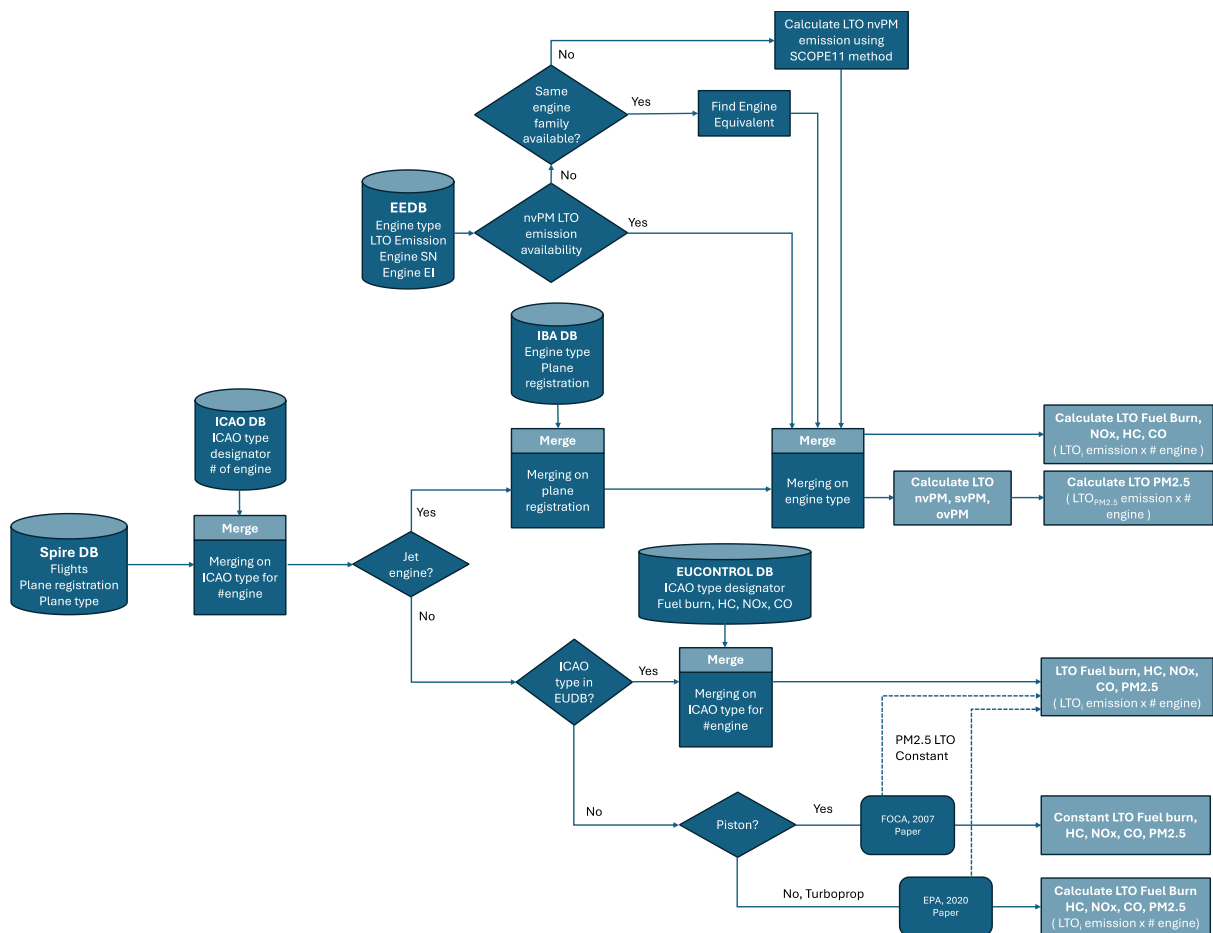 Calculate LTO nvPM
emission using
SCOPE11 method
No
Same
engine
family
available?
Yes
Find Engine
Equivalent
No
EEDB
Engine type
LTO Emission
Engine SN
Engine EI
nvPM LTO
emission
availability
Yes
IBA DB
Engine type
Plane
registration
ICAO DB
ICAO type
designator
# of engine
Merge
Merging on
plane
registration
Merge
Merging on
engine type
Calculate LTO Fuel Burn,
NOx, HC, CO
( LTOi emission x # engine )
Calculate LTO
nvPM, svPM,
ovPM
Calculate LTO PM2.5
( LTOPM2.5 emission x #
engine )
Yes
Spire DB
Flights
Plane registration
Plane type
Merge
Merging on
ICAO type for
#engine
Jet
engine?
No
EUCONTROL DB
ICAO type designator
Fuel burn, HC, NOx, CO
ICAO
type in
EUDB?
Yes
Merge
Merging on
ICAO type for
#engine
LTO Fuel burn, HC, NOx,
CO, PM2.5
( LTOi emission x # engine)
PM2.5 LTO
Constant
No
Piston?
Yes
FOCA, 2007
Paper
Constant LTO Fuel burn,
HC, NOx, CO, PM2.5
No, Turboprop
EPA, 2020
Paper
Calculate LTO Fuel Burn
HC, NOx, CO, PM2.5
( LTOi emission x # engine)